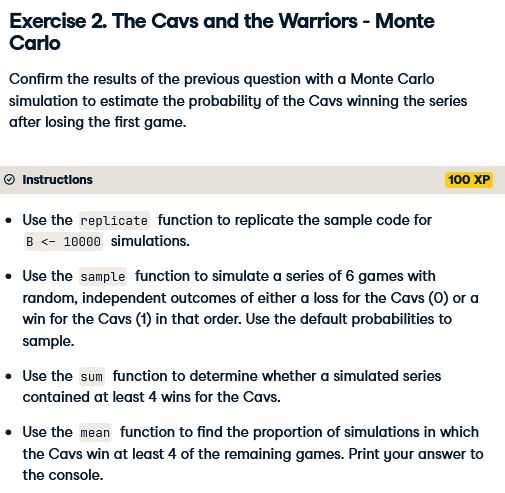 Exercise 2. The Cavs and the Warriors - Monte
Carlo
Confirm the results of the previous question with a Monte Carlo
simulation to estimate the probability of the Cavs winning the series
after losing the first game.
Instructions 100 XP
• Use the replicate function to replicate the sample code for
B <- 10000 simulations.
• Use the sample function to simulate a series of 6 games with
random, independent outcomes of either a loss for the Cavs (0) or a
win for the Cavs (1) in that order. Use the default probabilities to
sample.
• Use the sum function to determine whether a simulated series
contained at least 4 wins for the Cavs.
• Use the mean function to find the proportion of simulations in which
the Cavs win at least 4 of the remaining games. Print your answer to
the console.